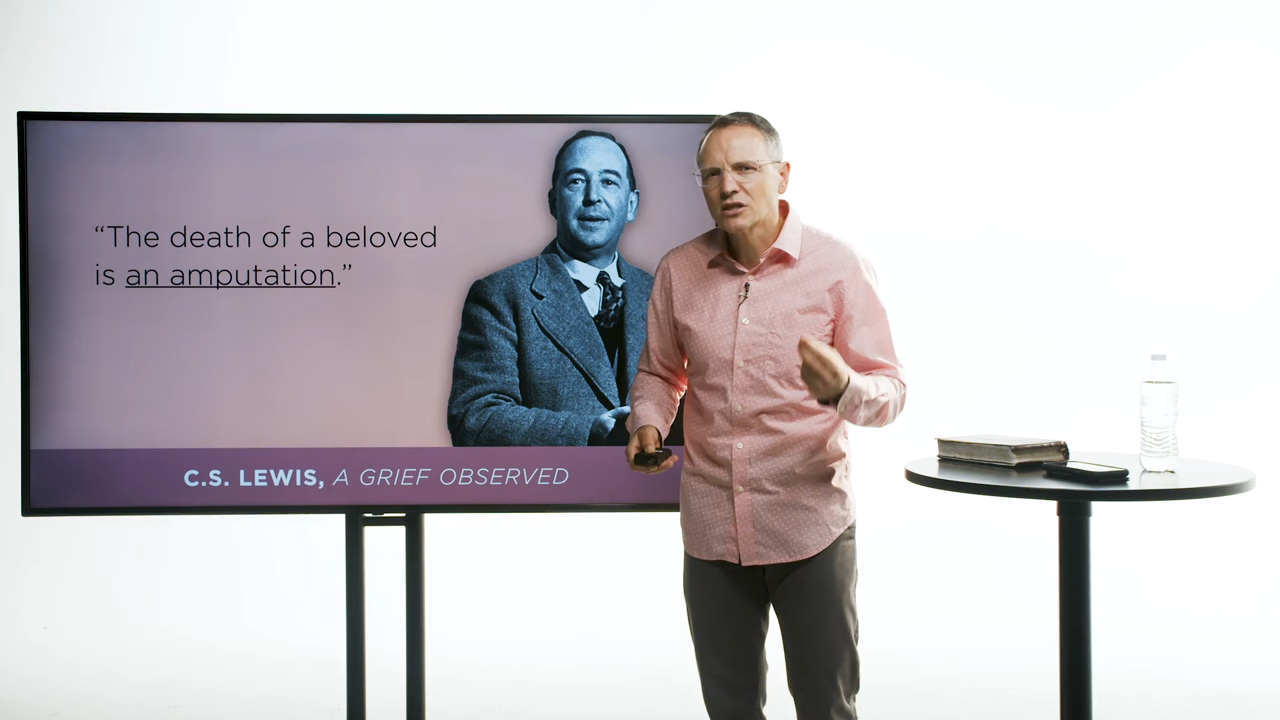 “The death of a beloved
is an amputation.”
C.S. LEWIS, A GRIEF OBSERVED